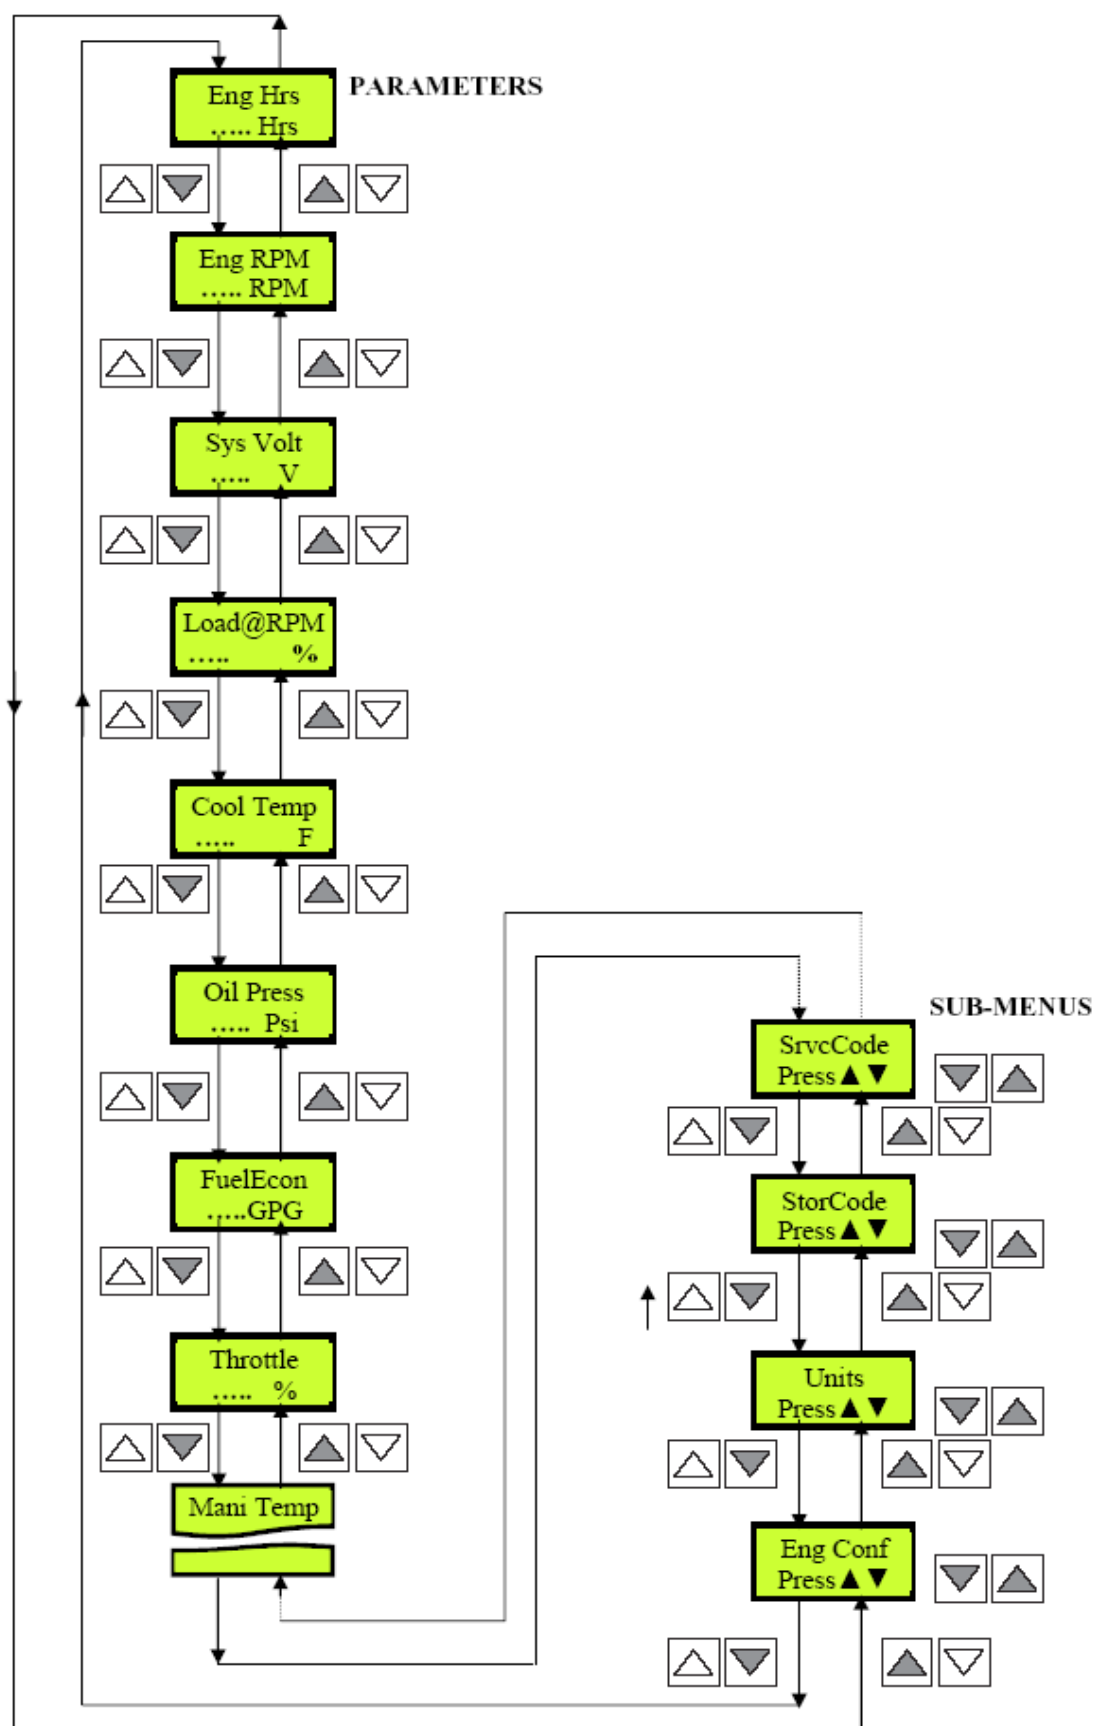 PARAMETERS
Eng Hrs
..... Hrs
Eng RPM
..... RPM
Sys Volt
..... V
Load@RPM
..... %
Cool Temp
..... F
Oil Press
..... Psi
FuelEcon
.....GPG
Throttle
..... %
Mani Temp
SUB-MENUS
SrvcCode
Press▲▼
StorCode
Press▲▼
Units
Press▲▼
Eng Conf
Press▲▼